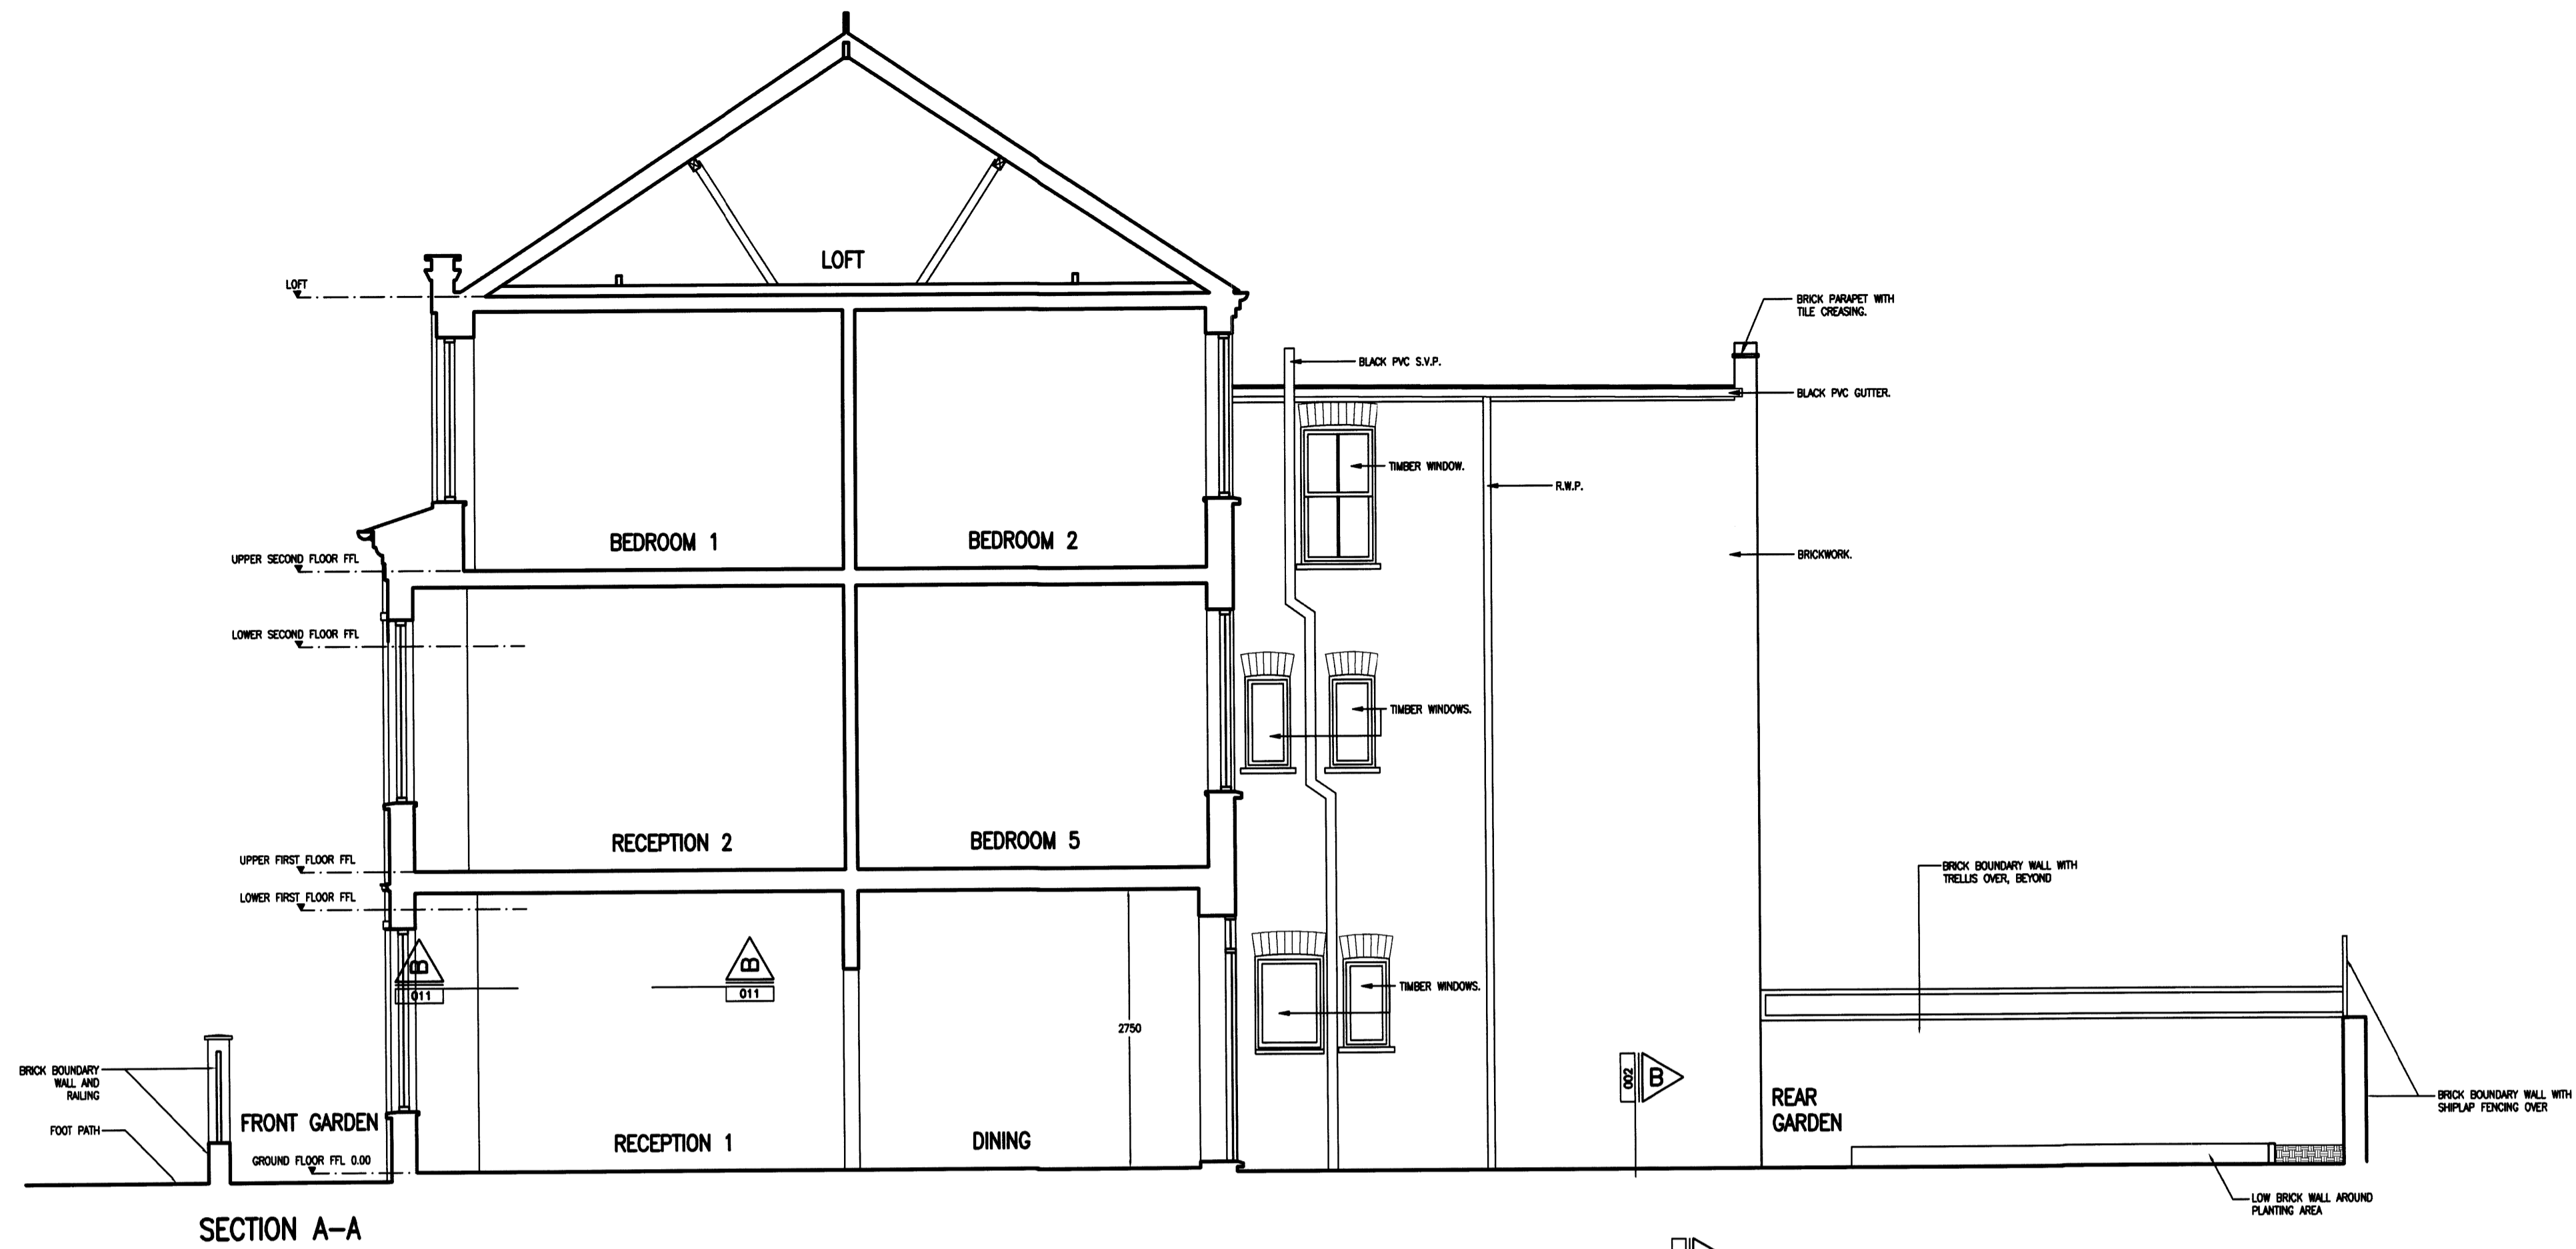 LOFT
LOFT
BRICK PARAPET WITH
TILE CREASING.
BLACK PVC S.V.P.
BLACK PVC GUTTER.
TIMBER WINDOW.
R.W.P.
BEDROOM 1
BEDROOM 2
BRICKWORK.
UPPER SECOND FLOOR FFL
LOWER SECOND FLOOR FFL
TIMBER WINDOWS.
RECEPTION 2
BEDROOM 5
UPPER FIRST FLOOR FFL
LOWER FIRST FLOOR FFL
BRICK BOUNDARY WALL WITH
TRELLIS OVER, BEYOND
B
011
B
011
TIMBER WINDOWS.
2750
BRICK BOUNDARY
WALL AND
RAILING
FRONT GARDEN
FOOT PATH
GROUND FLOOR FFL 0.00
RECEPTION 1
DINING
002
B
REAR
GARDEN
BRICK BOUNDARY WALL WITH
SHIPLAP FENCING OVER
LOW BRICK WALL AROUND
PLANTING AREA
SECTION A-A